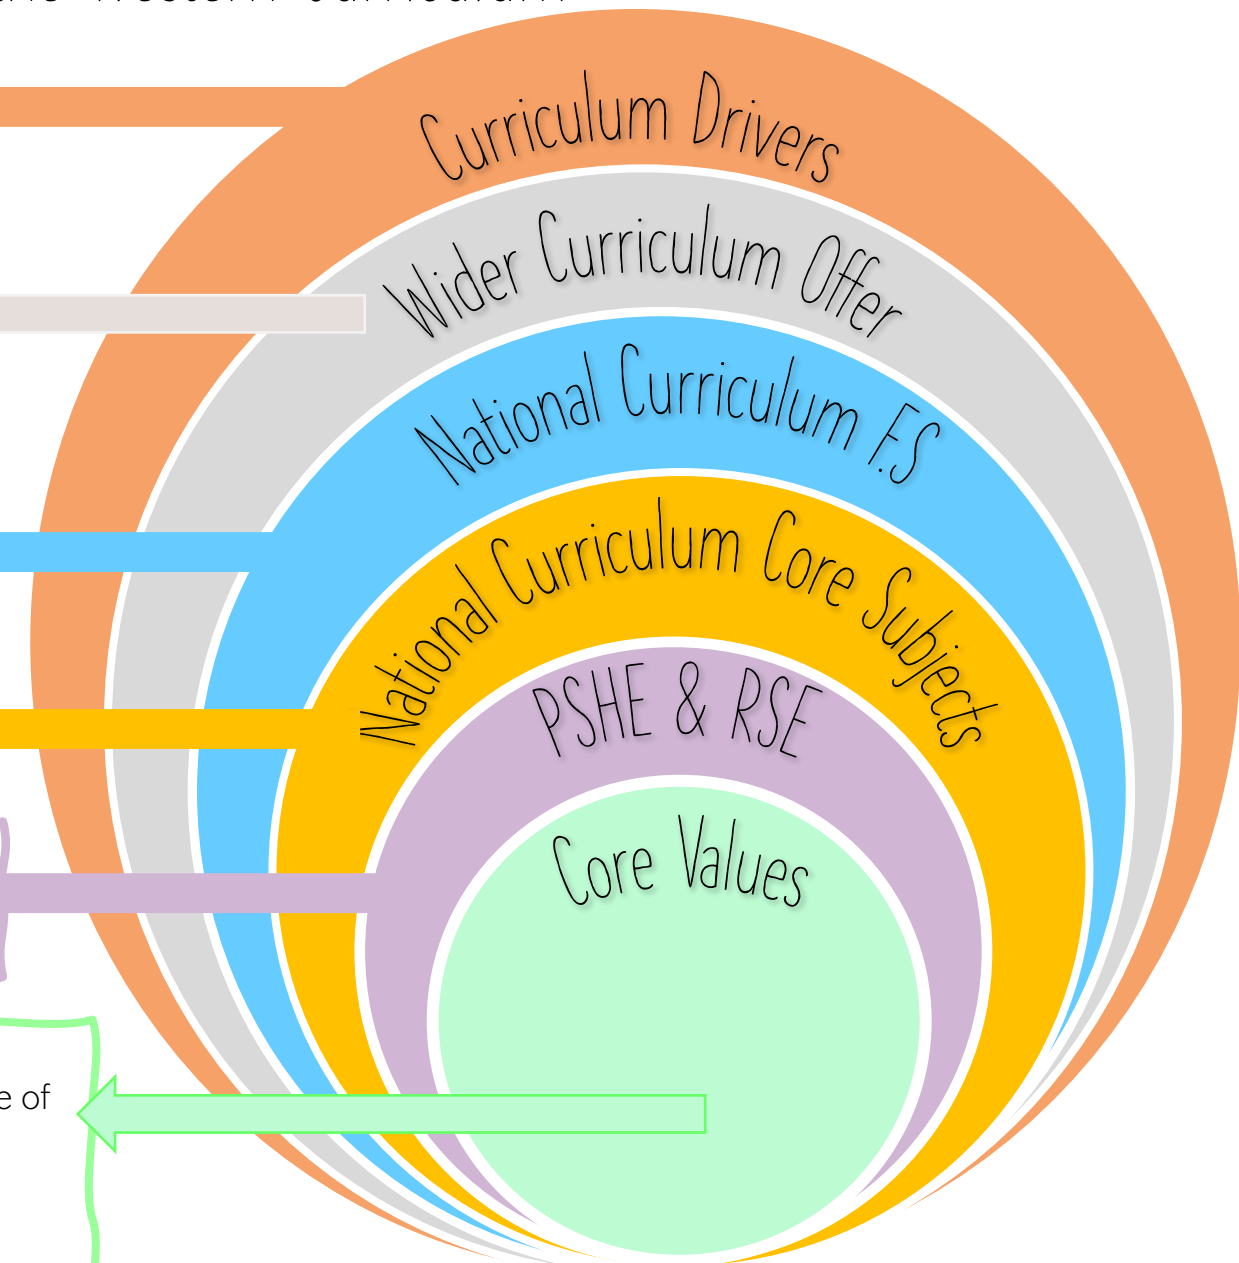 Curriculum Drivers
Wider Curriculum Offer
National Curriculum F.S
National Curriculum Core Subjects
PSHE & RSE
Core Values
of